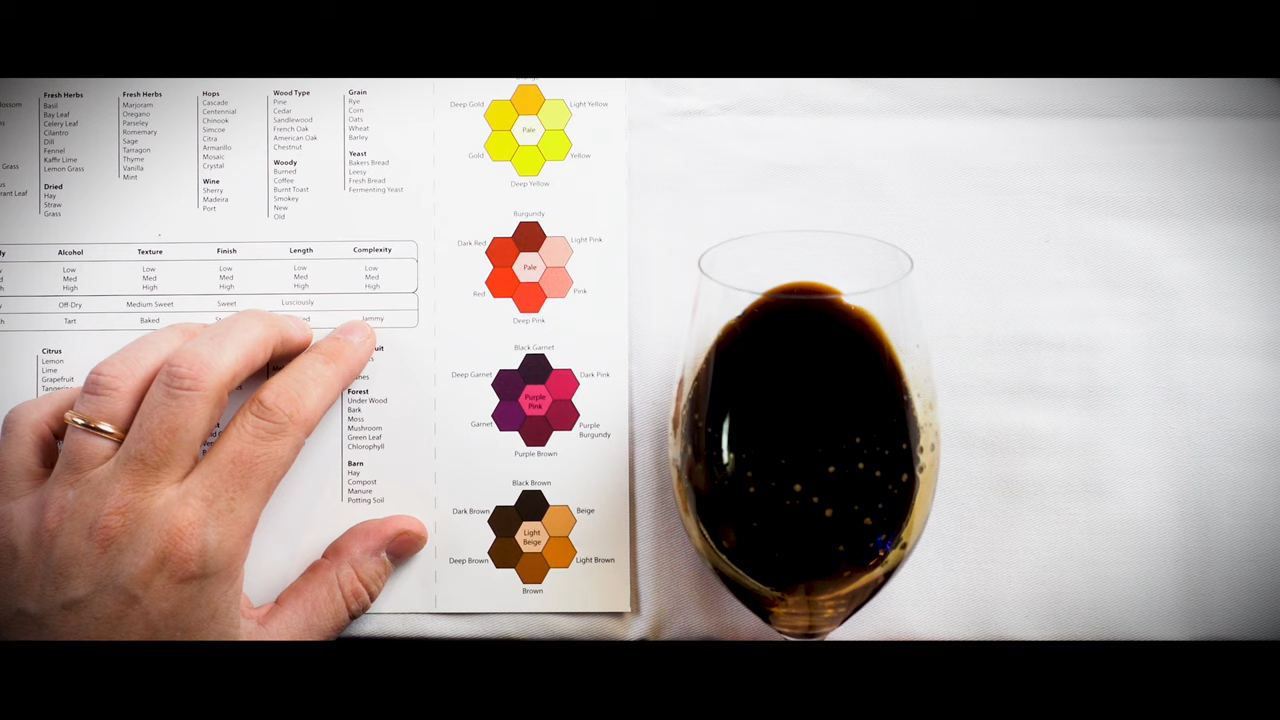 lossom
Grass
rant Leaf
Fresh Herbs
Basil
Bay Leaf
Celery Leaf
Cilantro
Dill
Fennel
Kaffir Lime
Lemon Grass
Dried
Hay
Straw
Grass
Fresh Herbs
Marjoram
Oregano
Parseley
Romemary
Sage
Tarragon
Thyme
Vanilla
Mint
Hops
Cascade
Centennial
Chinook
Simcoe
Citra
Armarillo
Mosaic
Crystal
Wine
Sherry
Madeira
Port
Wood Type
Pine
Cedar
Sandlewood
French Oak
American Oak
Chestnut
Woody
Burned
Coffee
Burnt Toast
Smokey
New
Old
Grain
Rye
Corn
Oats
Wheat
Barley
Yeast
Bakers Bread
Leesy
Fresh Bread
Fermenting Yeast
Alcohol Texture Finish Length Complexity
Low Low Low Low Low
Med Med Med Med Med
High High High High High
Off-Dry Medium Sweet Sweet Lusciously
Tart Baked Jammy
Citrus
Lemon
Lime
Grapefruit
uit
Forest
Under Wood
Bark
Moss
Mushroom
Green Leaf
Chlorophyll
Barn
Hay
Compost
Manure
Potting Soil
Deep Gold Light Yellow
Pale
Gold Yellow
Deep Yellow
Burgundy
Dark Red Light Pink
Pale
Red Pink
Deep Pink
Black Garnet
Deep Garnet Dark Pink
Purple
Pink
Garnet Purple
Burgundy
Purple Brown
Black Brown
Dark Brown Beige
Light
Beige
Deep Brown Light Brown
Brown